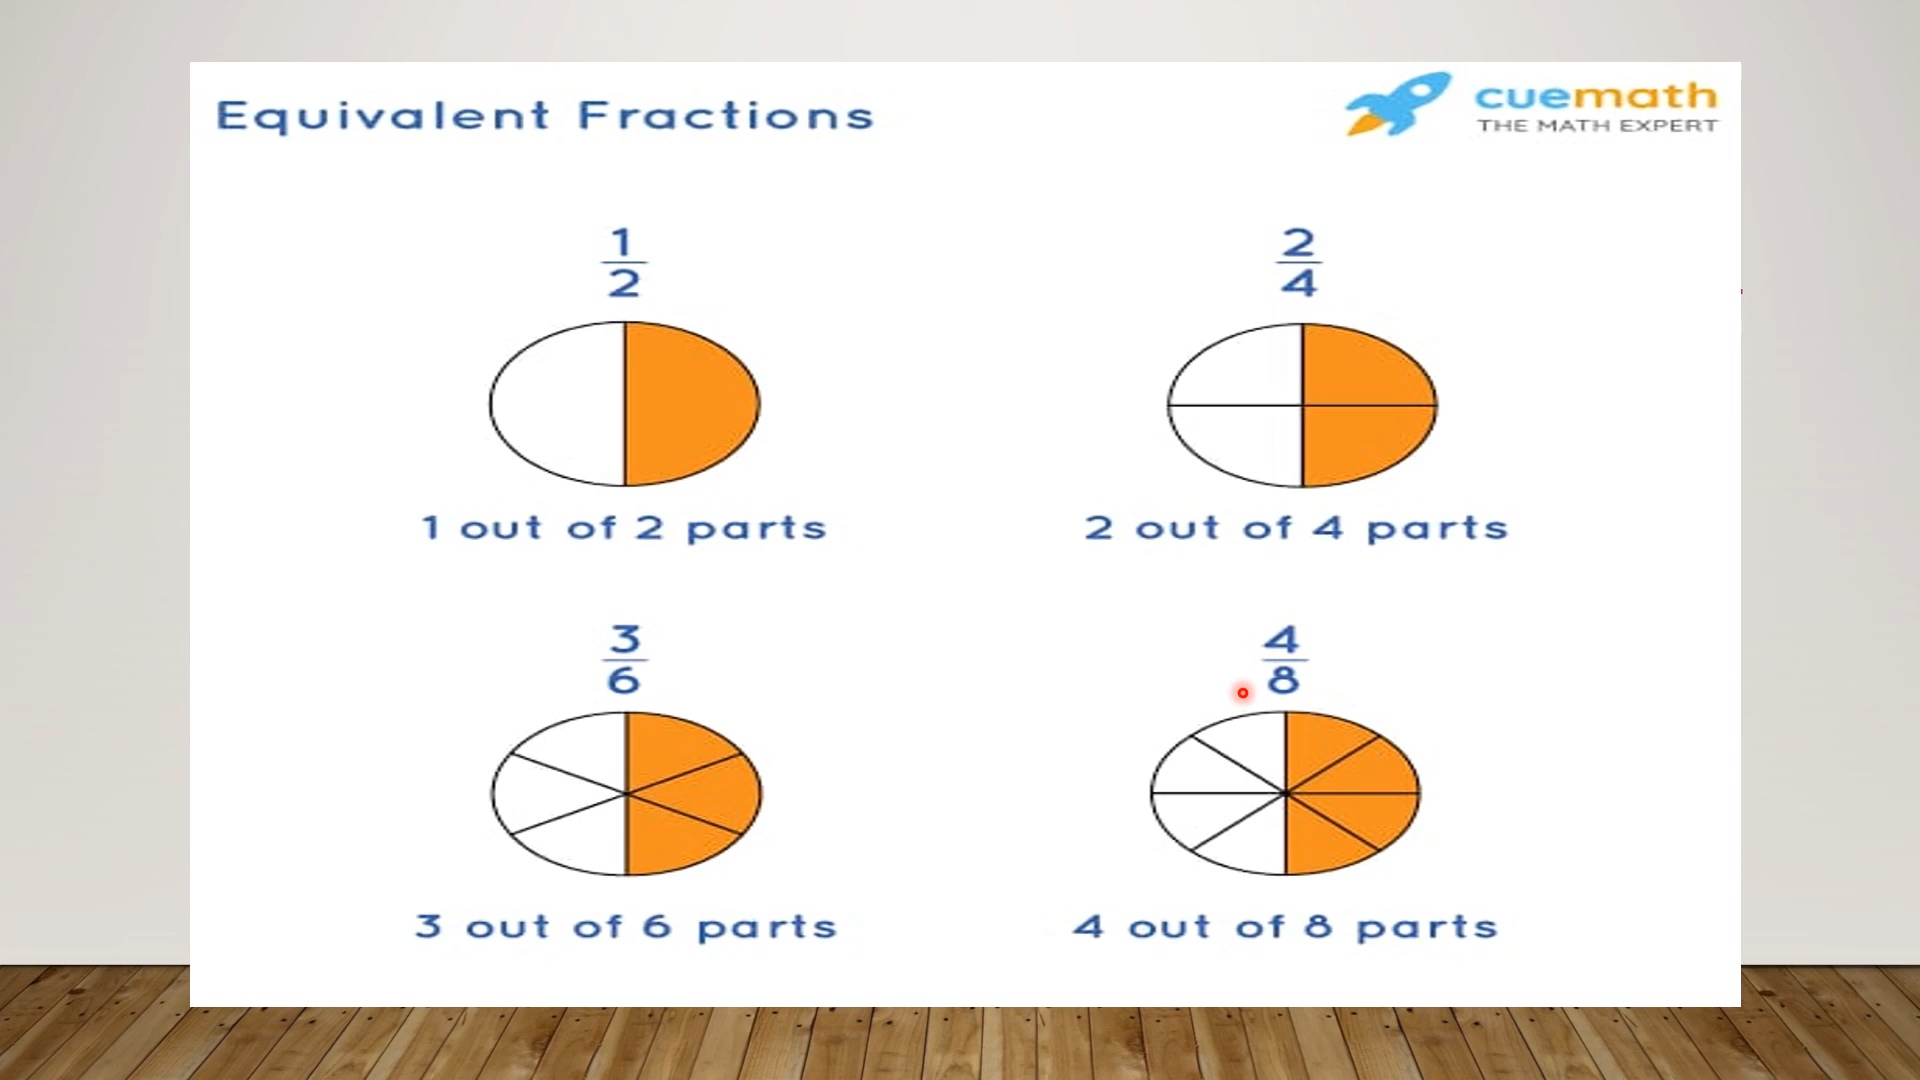 Equivalent Fractions
cuemath
THE MATH EXPERT
1
2
2
4
1 out of 2 parts
2 out of 4 parts
3
6
4
8
3 out of 6 parts
4 out of 8 parts